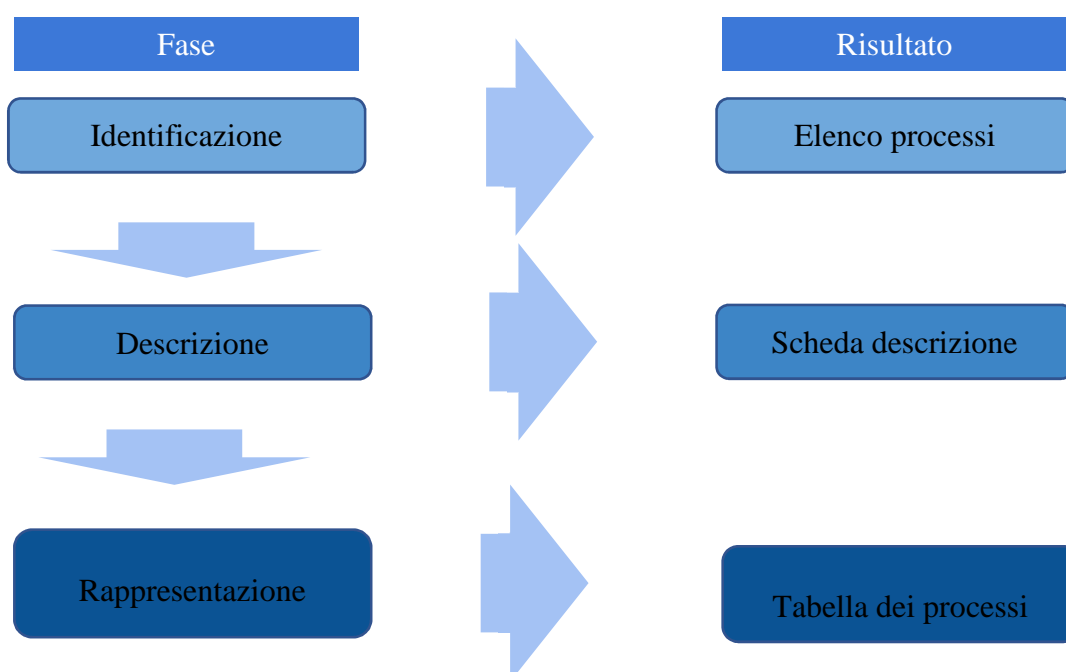 Fase
Risultato
Identificazione
Elenco processi
Descrizione
Scheda descrizione
Rappresentazione
Tabella dei processi